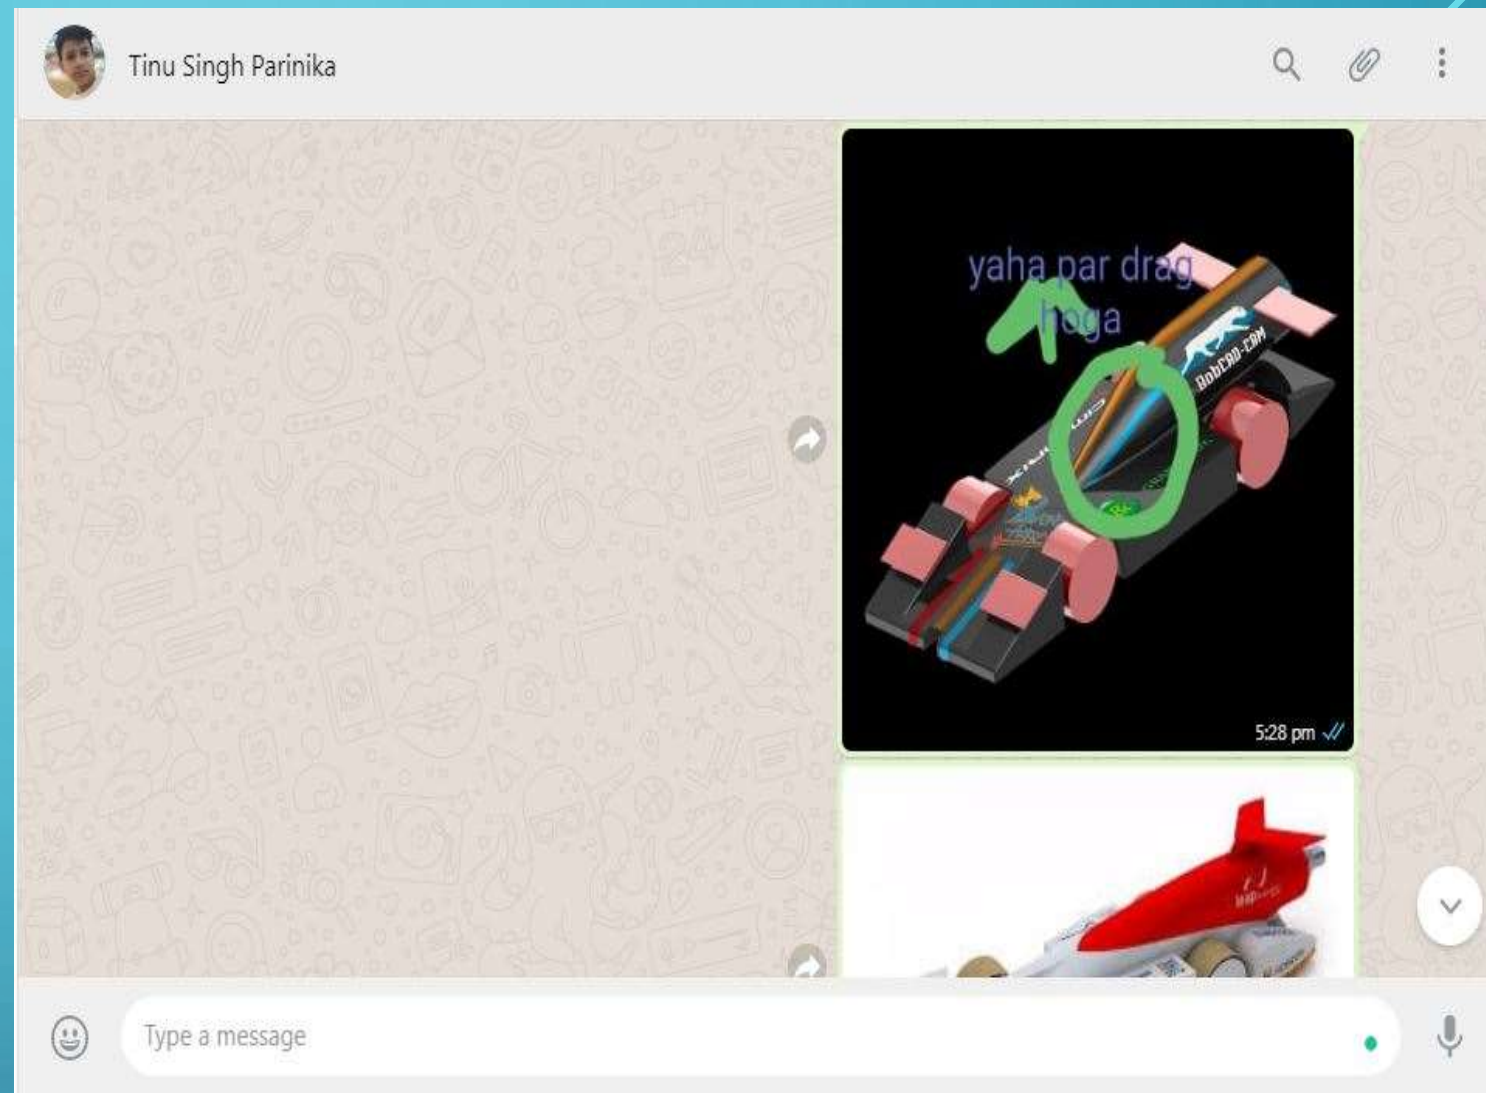 Tinu Singh Parinika
yaha par drag
hoga
BobCAD-CAM
5:28 pm
Type a message